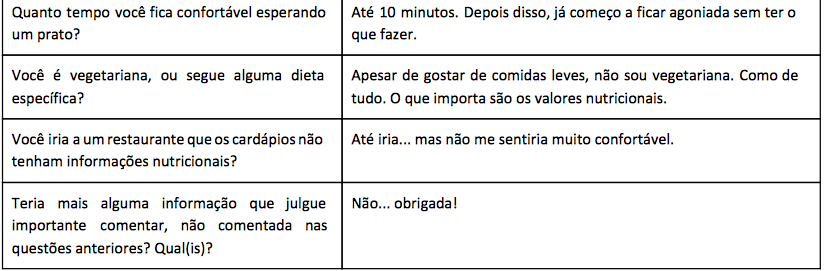 Quanto tempo você fica confortável esperando
um prato?
Até 10 minutos. Depois disso, já começo a ficar agoniada sem ter o
que fazer.
Você é vegetariana, ou segue alguma dieta
específica?
Apesar de gostar de comidas leves, não sou vegetariana. Como de
tudo. O que importa são os valores nutricionais.
Você iria a um restaurante que os cardápios não
tenham informações nutricionais?
Até iria... mas não me sentiria muito confortável.
Teria mais alguma informação que julgue
importante comentar, não comentada nas
questões anteriores? Qual(is)?
Não... obrigada!